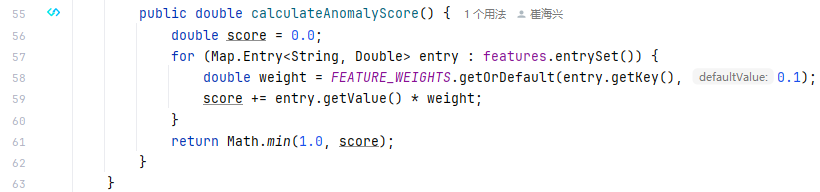 55 public double calculateAnomalyScore() { 1 个用法 崔海兴
56 double score = 0.0;
57 for (Map.Entry<String, Double> entry : features.entrySet()) {
58 double weight = FEATURE_WEIGHTS.getOrDefault(entry.getKey(), defaultValue: 0.1);
59 score += entry.getValue() * weight;
60 }
61 return Math.min(1.0, score);
62 }
63 }